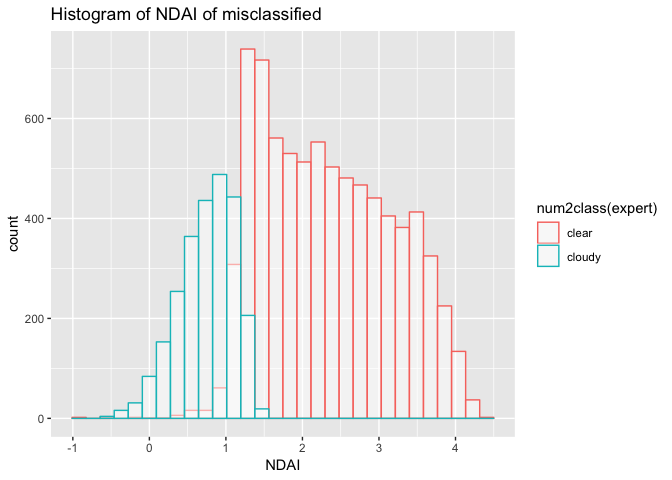 Histogram of NDAI of misclassified
600
400
200
0
count
-1 0 1 2 3 4
NDAI
num2class(expert)
clear
cloudy